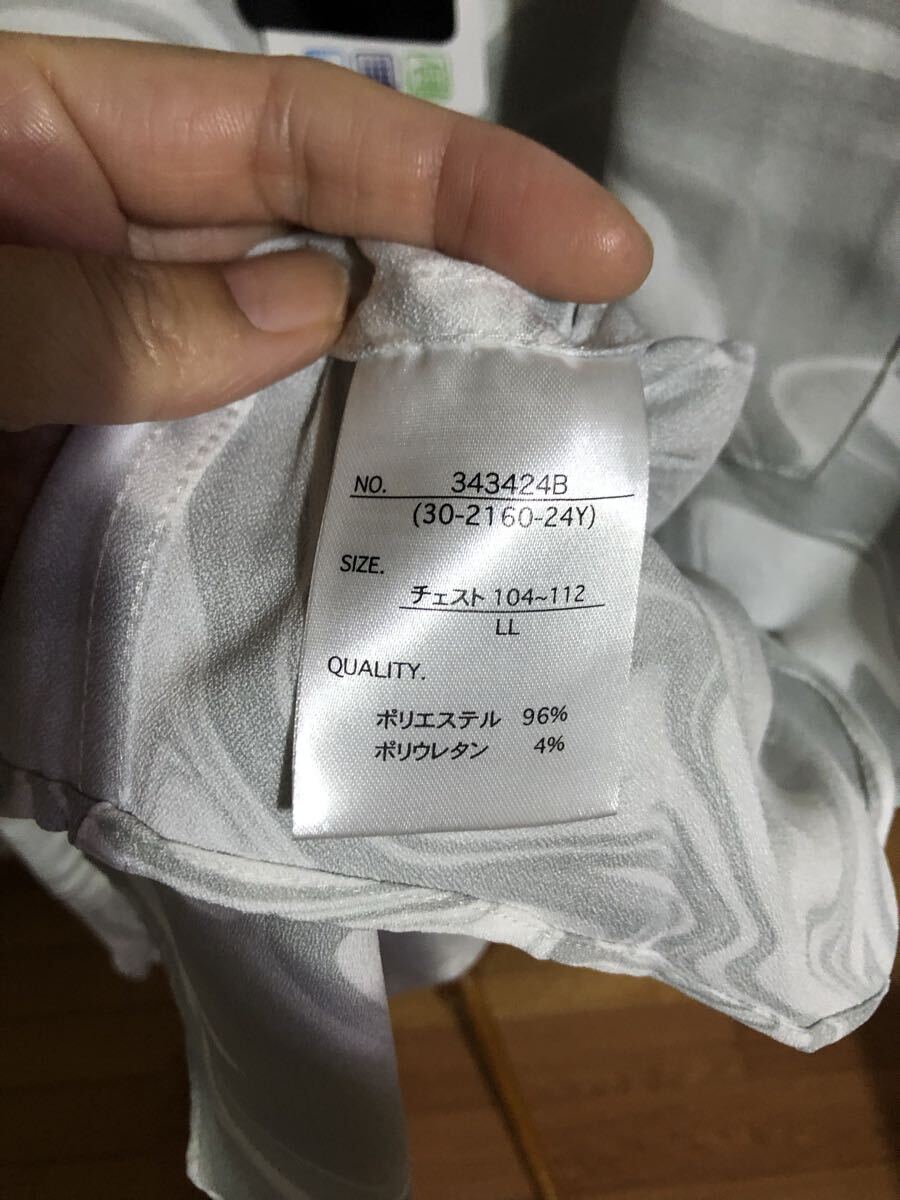 NO. 343424B
(30-2160-24Y)
SIZE.
チェスト 104~112
LL
QUALITY.
ポリエステル 96%
ポリウレタン 4%